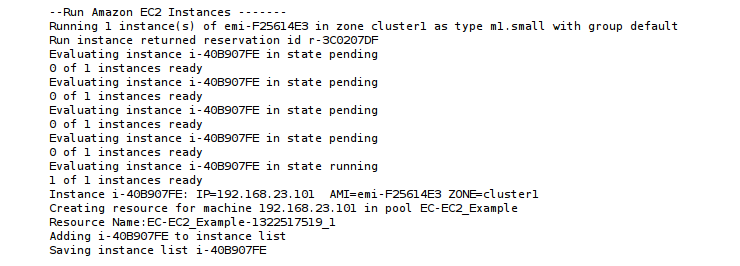 --Run Amazon EC2 Instances -------
Running 1 instance(s) of emi-F25614E3 in zone cluster1 as type m1.small with group default
Run instance returned reservation id r-3C0207DF
Evaluating instance i-40B907FE in state pending
0 of 1 instances ready
Evaluating instance i-40B907FE in state pending
0 of 1 instances ready
Evaluating instance i-40B907FE in state pending
0 of 1 instances ready
Evaluating instance i-40B907FE in state pending
0 of 1 instances ready
Evaluating instance i-40B907FE in state running
1 of 1 instances ready
Instance i-40B907FE: IP=192.168.23.101  AMI=emi-F25614E3 ZONE=cluster1
Creating resource for machine 192.168.23.101 in pool EC-EC2_Example
Resource Name:EC-EC2_Example-1322517519_1
Adding i-40B907FE to instance list
Saving instance list i-40B907FE